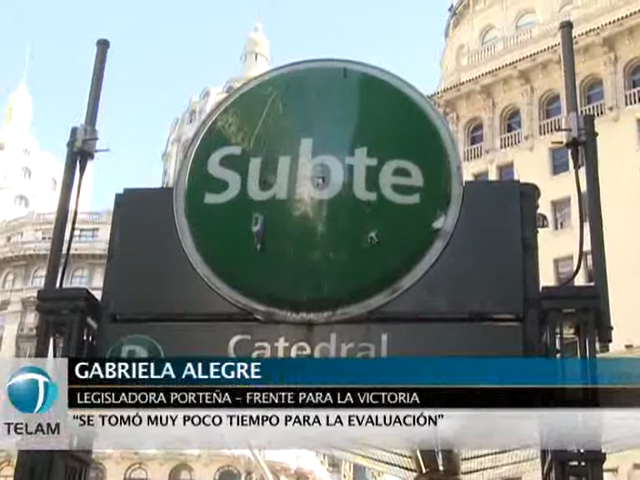 Subte
D
Catedral
GABRIELA ALEGRE
LEGISLADORA PORTEÑA - FRENTE PARA LA VICTORIA
TELAM
"SE TOMÓ MUY POCO TIEMPO PARA LA EVALUACIÓN"